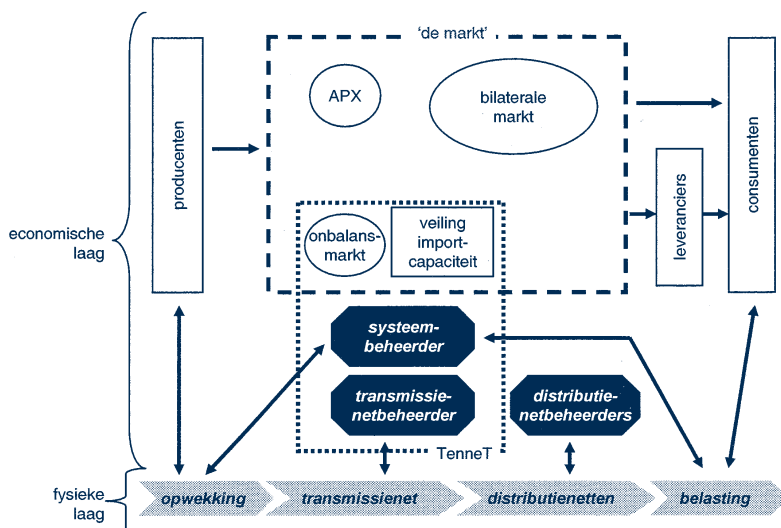 'de markt'
producenten
APX
bilaterale
markt
consumenten
leveranciers
economische
laag
onbalans-
markt
veiling
import-
capaciteit
systeem-
beheerder
transmissie-
netbeheerder
distributie-
netbeheerders
TenneT
fysieke
laag
opwekking
transmissienet
distributienetten
belasting